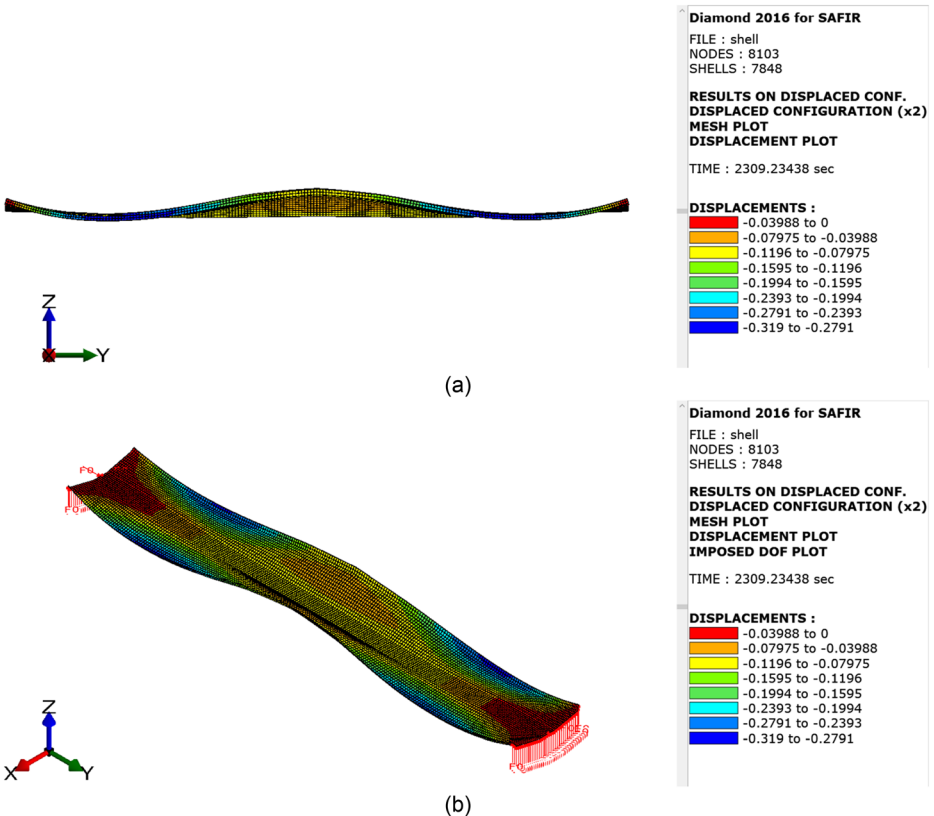 Diamond 2016 for SAFIR
FILE : shell
NODES : 8103
SHELLS : 7848
RESULTS ON DISPLACED CONF.
DISPLACED CONFIGURATION (x2)
MESH PLOT
DISPLACEMENT PLOT
TIME : 2309.23438 sec
DISPLACEMENTS :
-0.03988 to 0
-0.07975 to -0.03988
-0.1196 to -0.07975
-0.1595 to -0.1196
-0.1994 to -0.1595
-0.2393 to -0.1994
-0.2791 to -0.2393
-0.319 to -0.2791
Z
X
Y
(a)
Diamond 2016 for SAFIR
FILE : shell
NODES : 8103
SHELLS : 7848
RESULTS ON DISPLACED CONF.
DISPLACED CONFIGURATION (x2)
MESH PLOT
DISPLACEMENT PLOT
IMPOSED DOF PLOT
TIME : 2309.23438 sec
DISPLACEMENTS :
-0.03988 to 0
-0.07975 to -0.03988
-0.1196 to -0.07975
-0.1595 to -0.1196
-0.1994 to -0.1595
-0.2393 to -0.1994
-0.2791 to -0.2393
-0.319 to -0.2791
F0
F0
F0
Z
X
Y
(b)